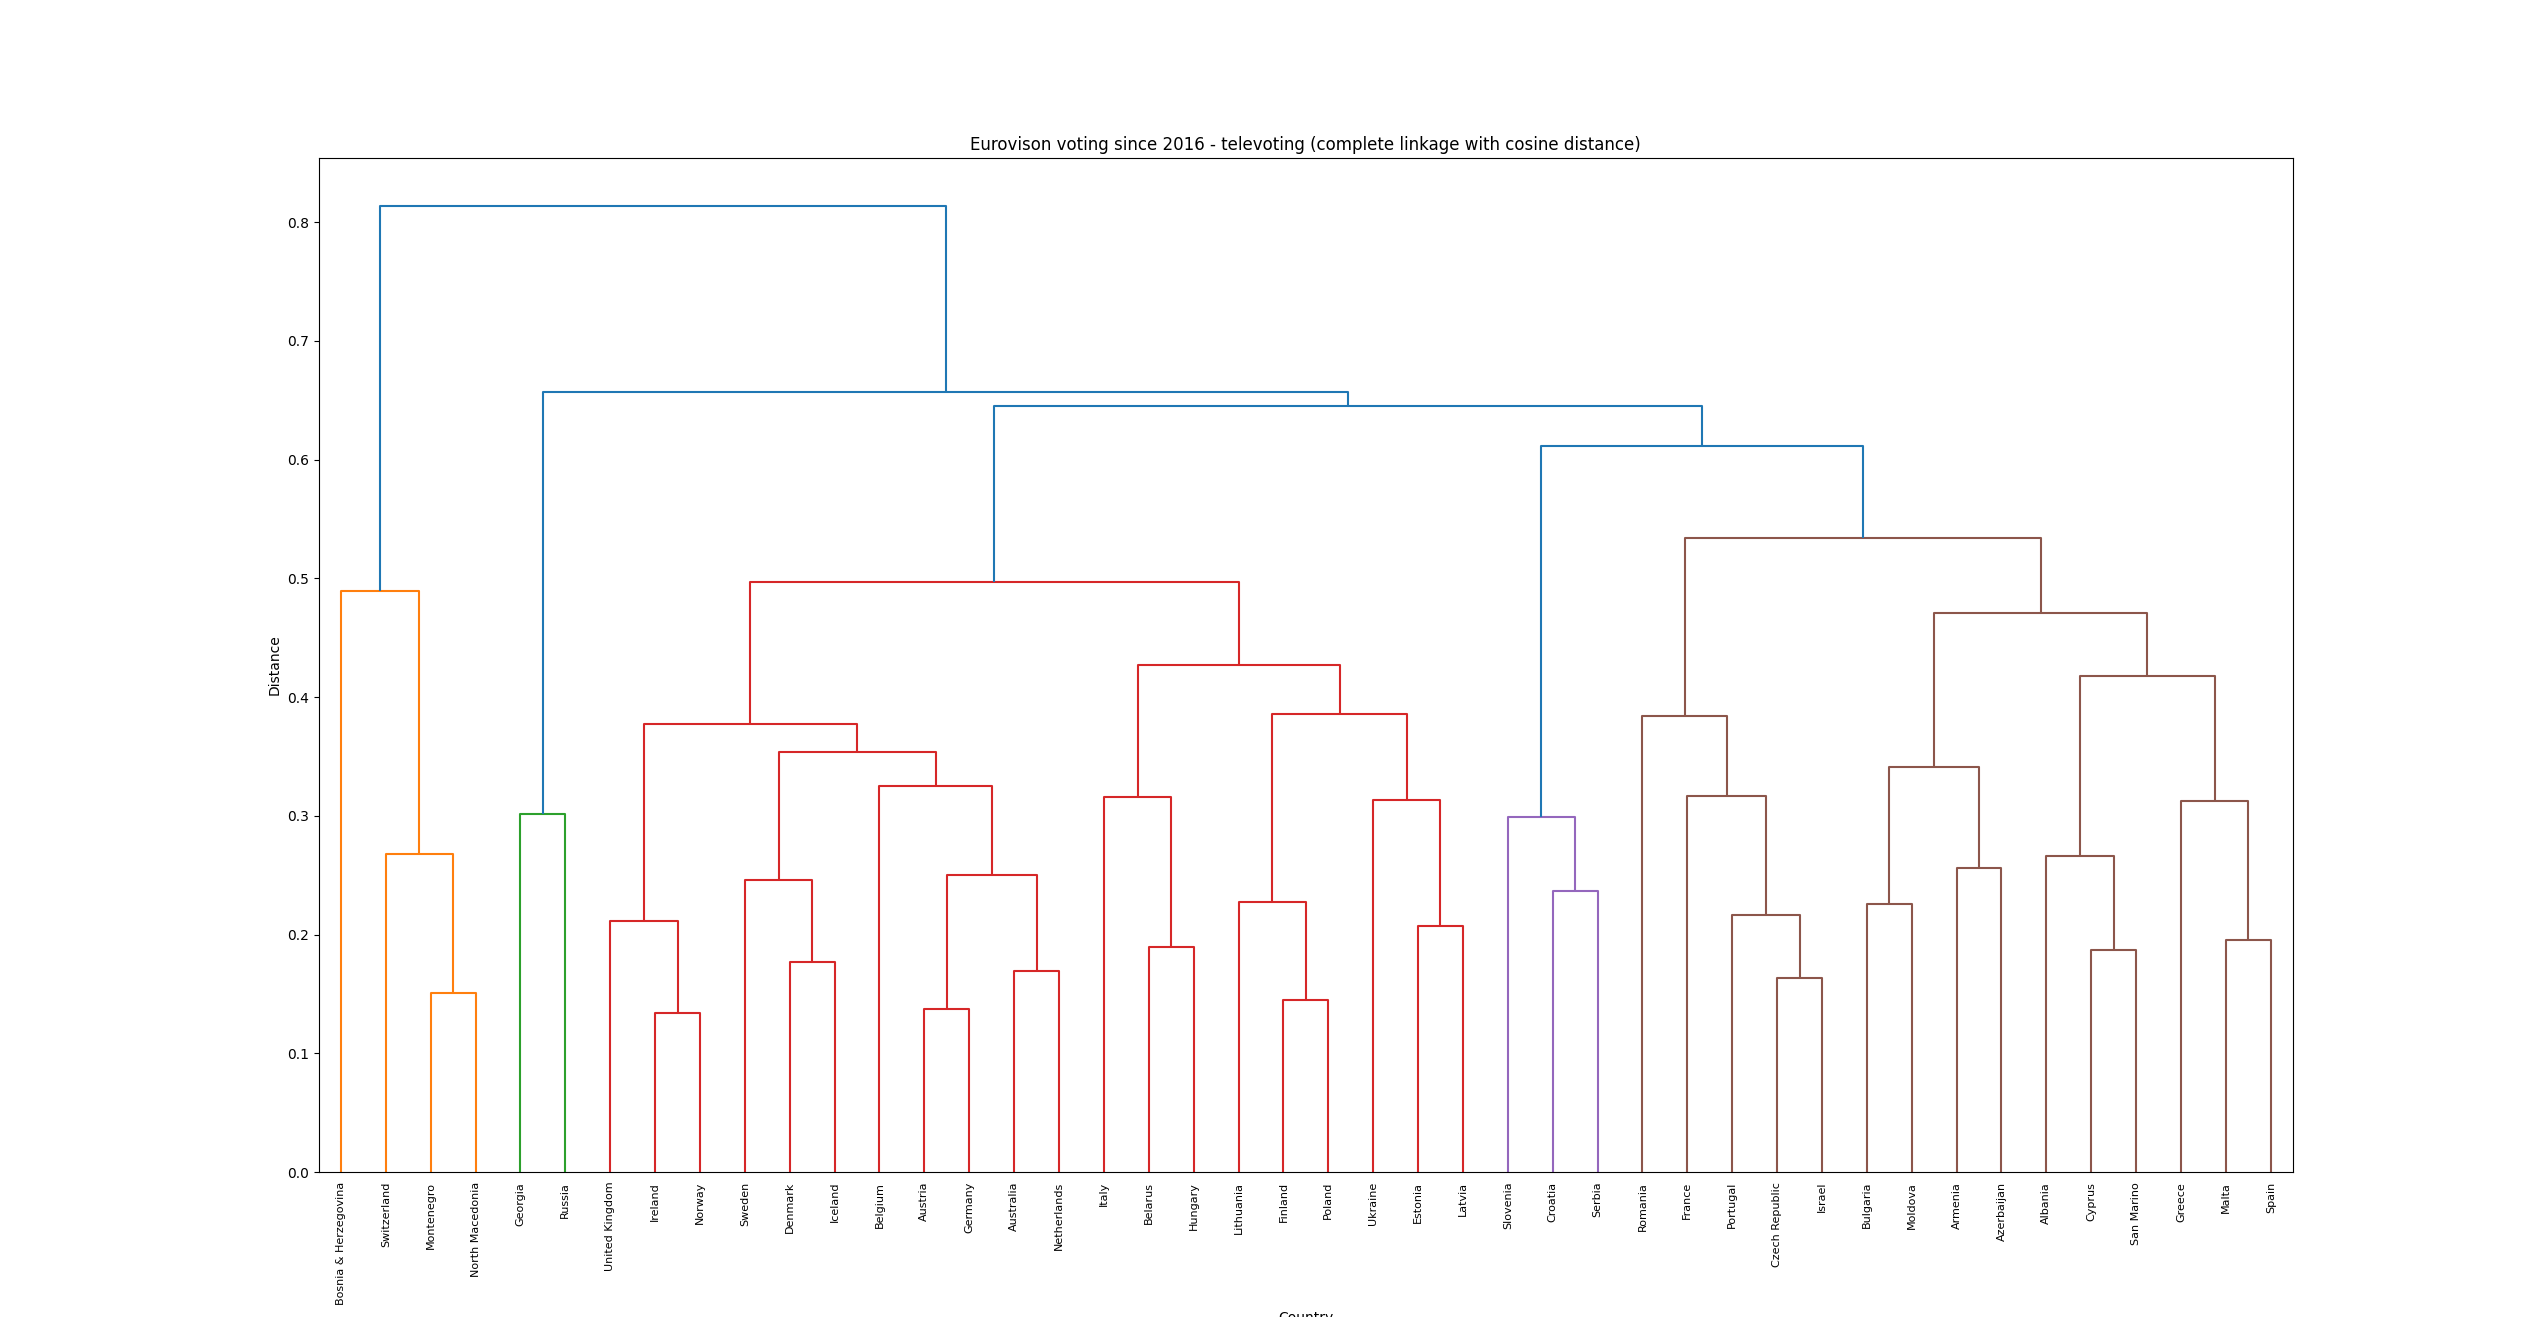 Eurovison voting since 2016 - televoting (complete linkage with cosine distance)
0.8
0.7
0.6
0.5
0.4
0.3
0.2
0.1
0.0
Distance
Bosnia & Herzegovina
Switzerland
Montenegro
North Macedonia
Georgia
Russia
United Kingdom
Ireland
Norway
Sweden
Denmark
Iceland
Belgium
Austria
Germany
Australia
Netherlands
Italy
Belarus
Hungary
Lithuania
Finland
Poland
Ukraine
Estonia
Latvia
Slovenia
Croatia
Serbia
Romania
France
Portugal
Czech Republic
Israel
Bulgaria
Moldova
Armenia
Azerbaijan
Albania
Cyprus
San Marino
Greece
Malta
Spain
Country